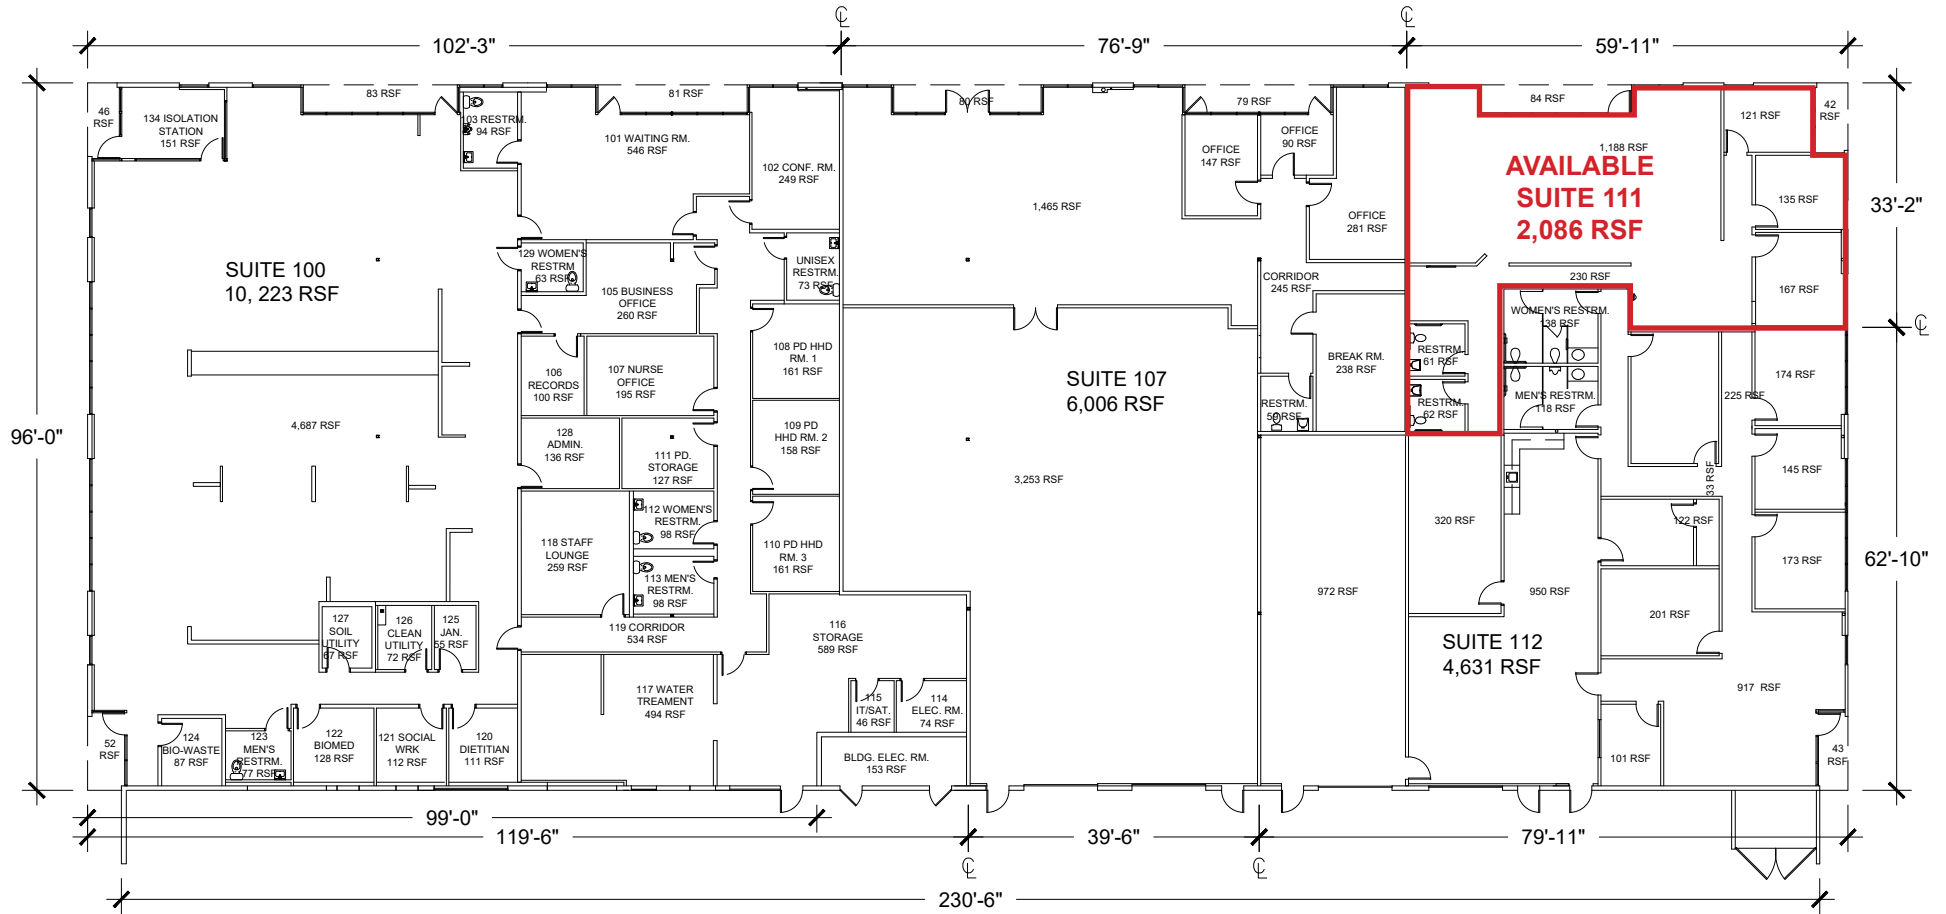 102'-3"
76'-9"
59'-11"
96'-0"
33'-2"
62'-10"
46
RSF
134 ISOLATION
STATION
151 RSF
83 RSF
103 RESTRM.
94 RSF
81 RSF
101 WAITING RM.
546 RSF
102 CONF. RM.
249 RSF
80 RSF
79 RSF
OFFICE
147 RSF
OFFICE
90 RSF
84 RSF
121 RSF
42
RSF
1,188 RSF
AVAILABLE
SUITE 111
2,086 RSF
135 RSF
1,465 RSF
OFFICE
281 RSF
SUITE 100
10, 223 RSF
129 WOMEN'S
RESTRM
63 RSF
UNISEX
RESTRM.
73 RSF
105 BUSINESS
OFFICE
260 RSF
CORRIDOR
245 RSF
230 RSF
167 RSF
WOMEN'S RESTRM.
138 RSF
108 PD HHD
RM. 1
161 RSF
106
RECORDS
100 RSF
107 NURSE
OFFICE
195 RSF
SUITE 107
6,006 RSF
BREAK RM.
238 RSF
RESTRM.
61 RSF
174 RSF
225 RSF
MEN'S RESTRM.
118 RSF
RESTRM.
59 RSF
RESTRM.
62 RSF
4,687 RSF
109 PD
HHD RM. 2
158 RSF
128
ADMIN.
136 RSF
111 PD.
STORAGE
127 RSF
3,253 RSF
145 RSF
33 RSF
112 WOMEN'S
RESTRM.
98 RSF
320 RSF
122 RSF
118 STAFF
LOUNGE
259 RSF
110 PD HHD
RM. 3
161 RSF
173 RSF
113 MEN'S
RESTRM.
98 RSF
972 RSF
950 RSF
201 RSF
127
SOIL
UTILITY
67 RSF
126
CLEAN
UTILITY
72 RSF
125
JAN.
55 RSF
119 CORRIDOR
534 RSF
116
STORAGE
589 RSF
SUITE 112
4,631 RSF
117 WATER
TREAMENT
494 RSF
115
IT/SAT.
46 RSF
114
ELEC. RM.
74 RSF
917 RSF
52
RSF
124
BIO-WASTE
87 RSF
123
MEN'S
RESTRM.
77 RSF
122
BIOMED
128 RSF
121 SOCIAL
WRK
112 RSF
120
DIETITIAN
111 RSF
BLDG. ELEC. RM.
153 RSF
101 RSF
43
RSF
99'-0"
119'-6"
39'-6"
79'-11"
230'-6"